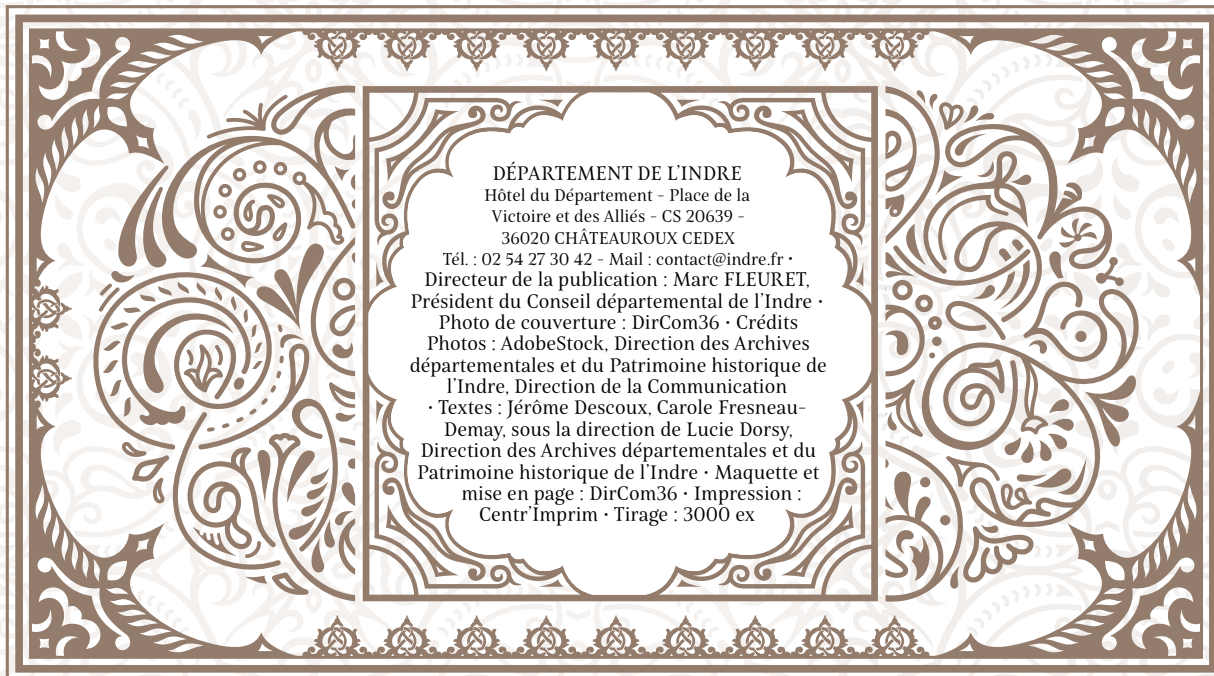 DÉPARTEMENT DE L'INDRE
Hôtel du Département - Place de la
Victoire et des Alliés - CS 20639 -
36020 CHÂTEAUROUX CEDEX
Tél. : 02 54 27 30 42 - Mail : contact@indre.fr •
Directeur de la publication : Marc FLEURET,
Président du Conseil départemental de l'Indre •
Photo de couverture : DirCom36 • Crédits
Photos : AdobeStock, Direction des Archives
départementales et du Patrimoine historique de
l'Indre, Direction de la Communication
• Textes : Jérôme Descoux, Carole Fresneau-
Demay, sous la direction de Lucie Dorsy,
Direction des Archives départementales et du
Patrimoine historique de l'Indre • Maquette et
mise en page : DirCom36 • Impression :
Centr'Imprim • Tirage : 3000 ex